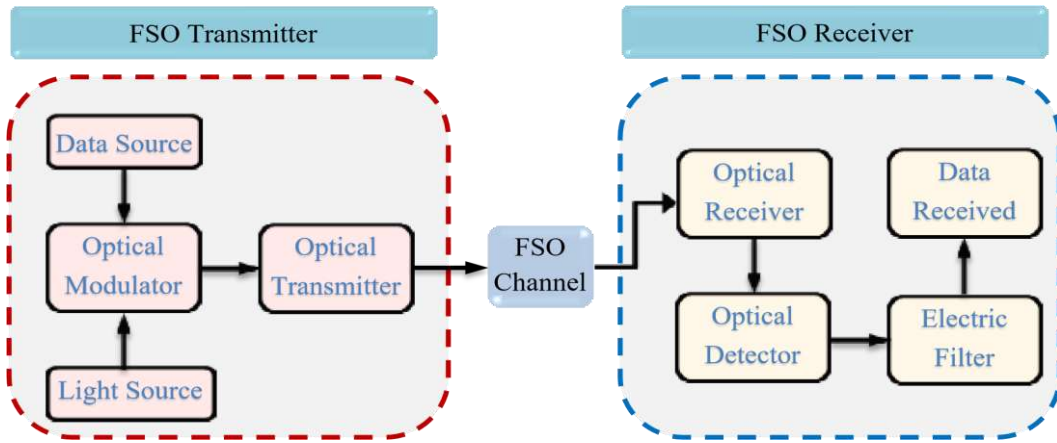 FSO Transmitter
FSO Receiver
Data Source
Optical
Modulator
Light Source
Optical
Transmitter
FSO
Channel
Optical
Receiver
Optical
Detector
Electric
Filter
Data
Received